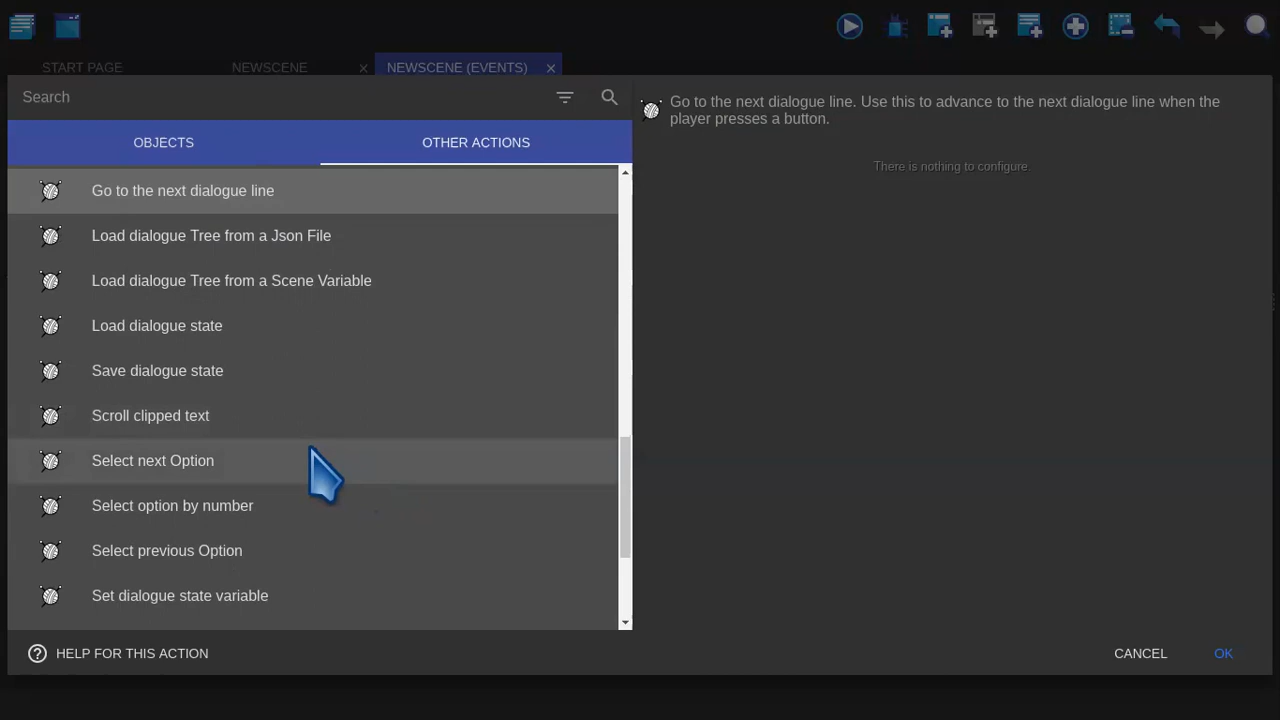 START PAGE
NEWSCENE
NEWSCENE (EVENTS)
Search
OBJECTS
OTHER ACTIONS
Go to the next dialogue line
Load dialogue Tree from a Json File
Load dialogue Tree from a Scene Variable
Load dialogue state
Save dialogue state
Scroll clipped text
Select next Option
Select option by number
Select previous Option
Set dialogue state variable
Go to the next dialogue line. Use this to advance to the next dialogue line when the
player presses a button.
There is nothing to configure.
HELP FOR THIS ACTION
CANCEL
OK